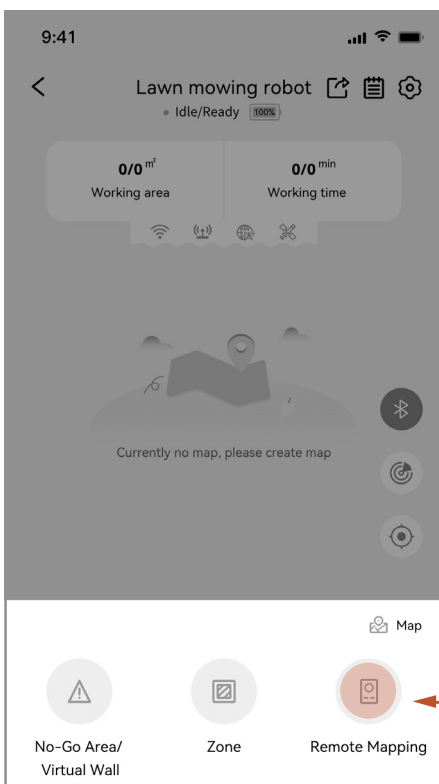 9:41
Lawn mowing robot
Idle/Ready 100%
0/0 m² 0/0 min
Working area Working time
Currently no map, please create map
Map
No-Go Area/ Zone Remote Mapping
Virtual Wall